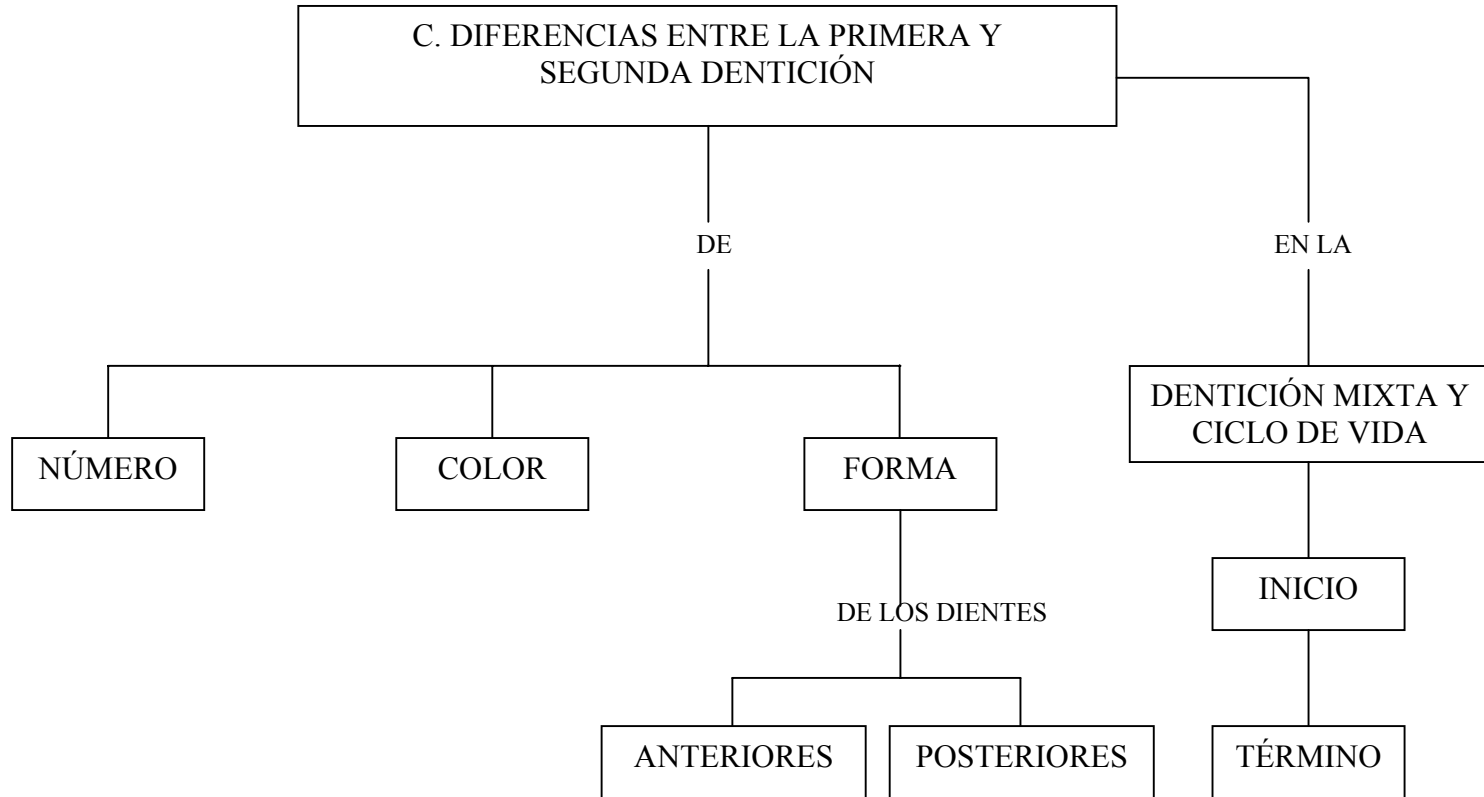 C. DIFERENCIAS ENTRE LA PRIMERA Y
SEGUNDA DENTICIÓN
DE
EN LA
NÚMERO
COLOR
FORMA
DENTICIÓN MIXTA Y
CICLO DE VIDA
DE LOS DIENTES
INICIO
ANTERIORES
POSTERIORES
TÉRMINO